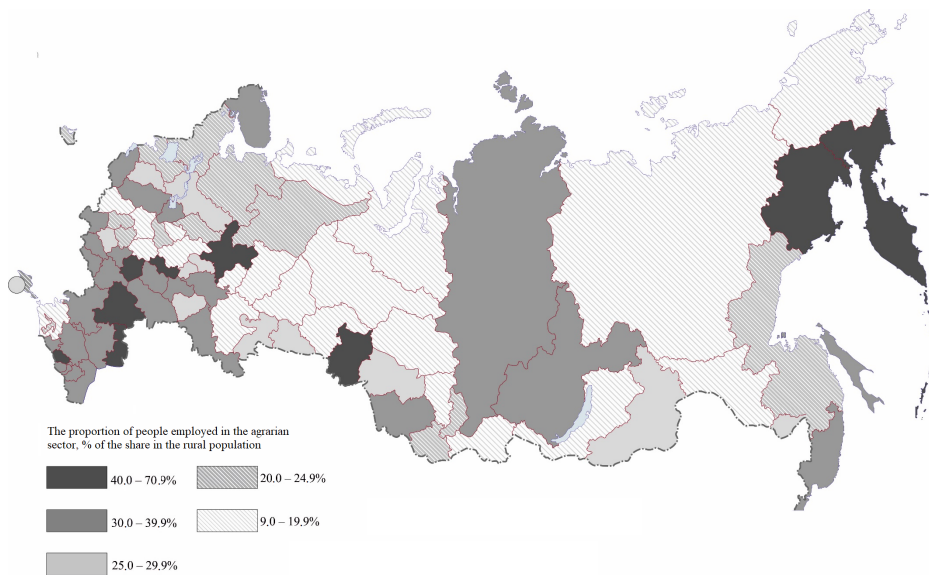 The proportion of people employed in the agrarian
sector, % of the share in the rural population
40,0 – 70,9%
20,0 – 24,9%
30,0 – 39,9%
9,0 – 19,9%
25,0 – 29,9%